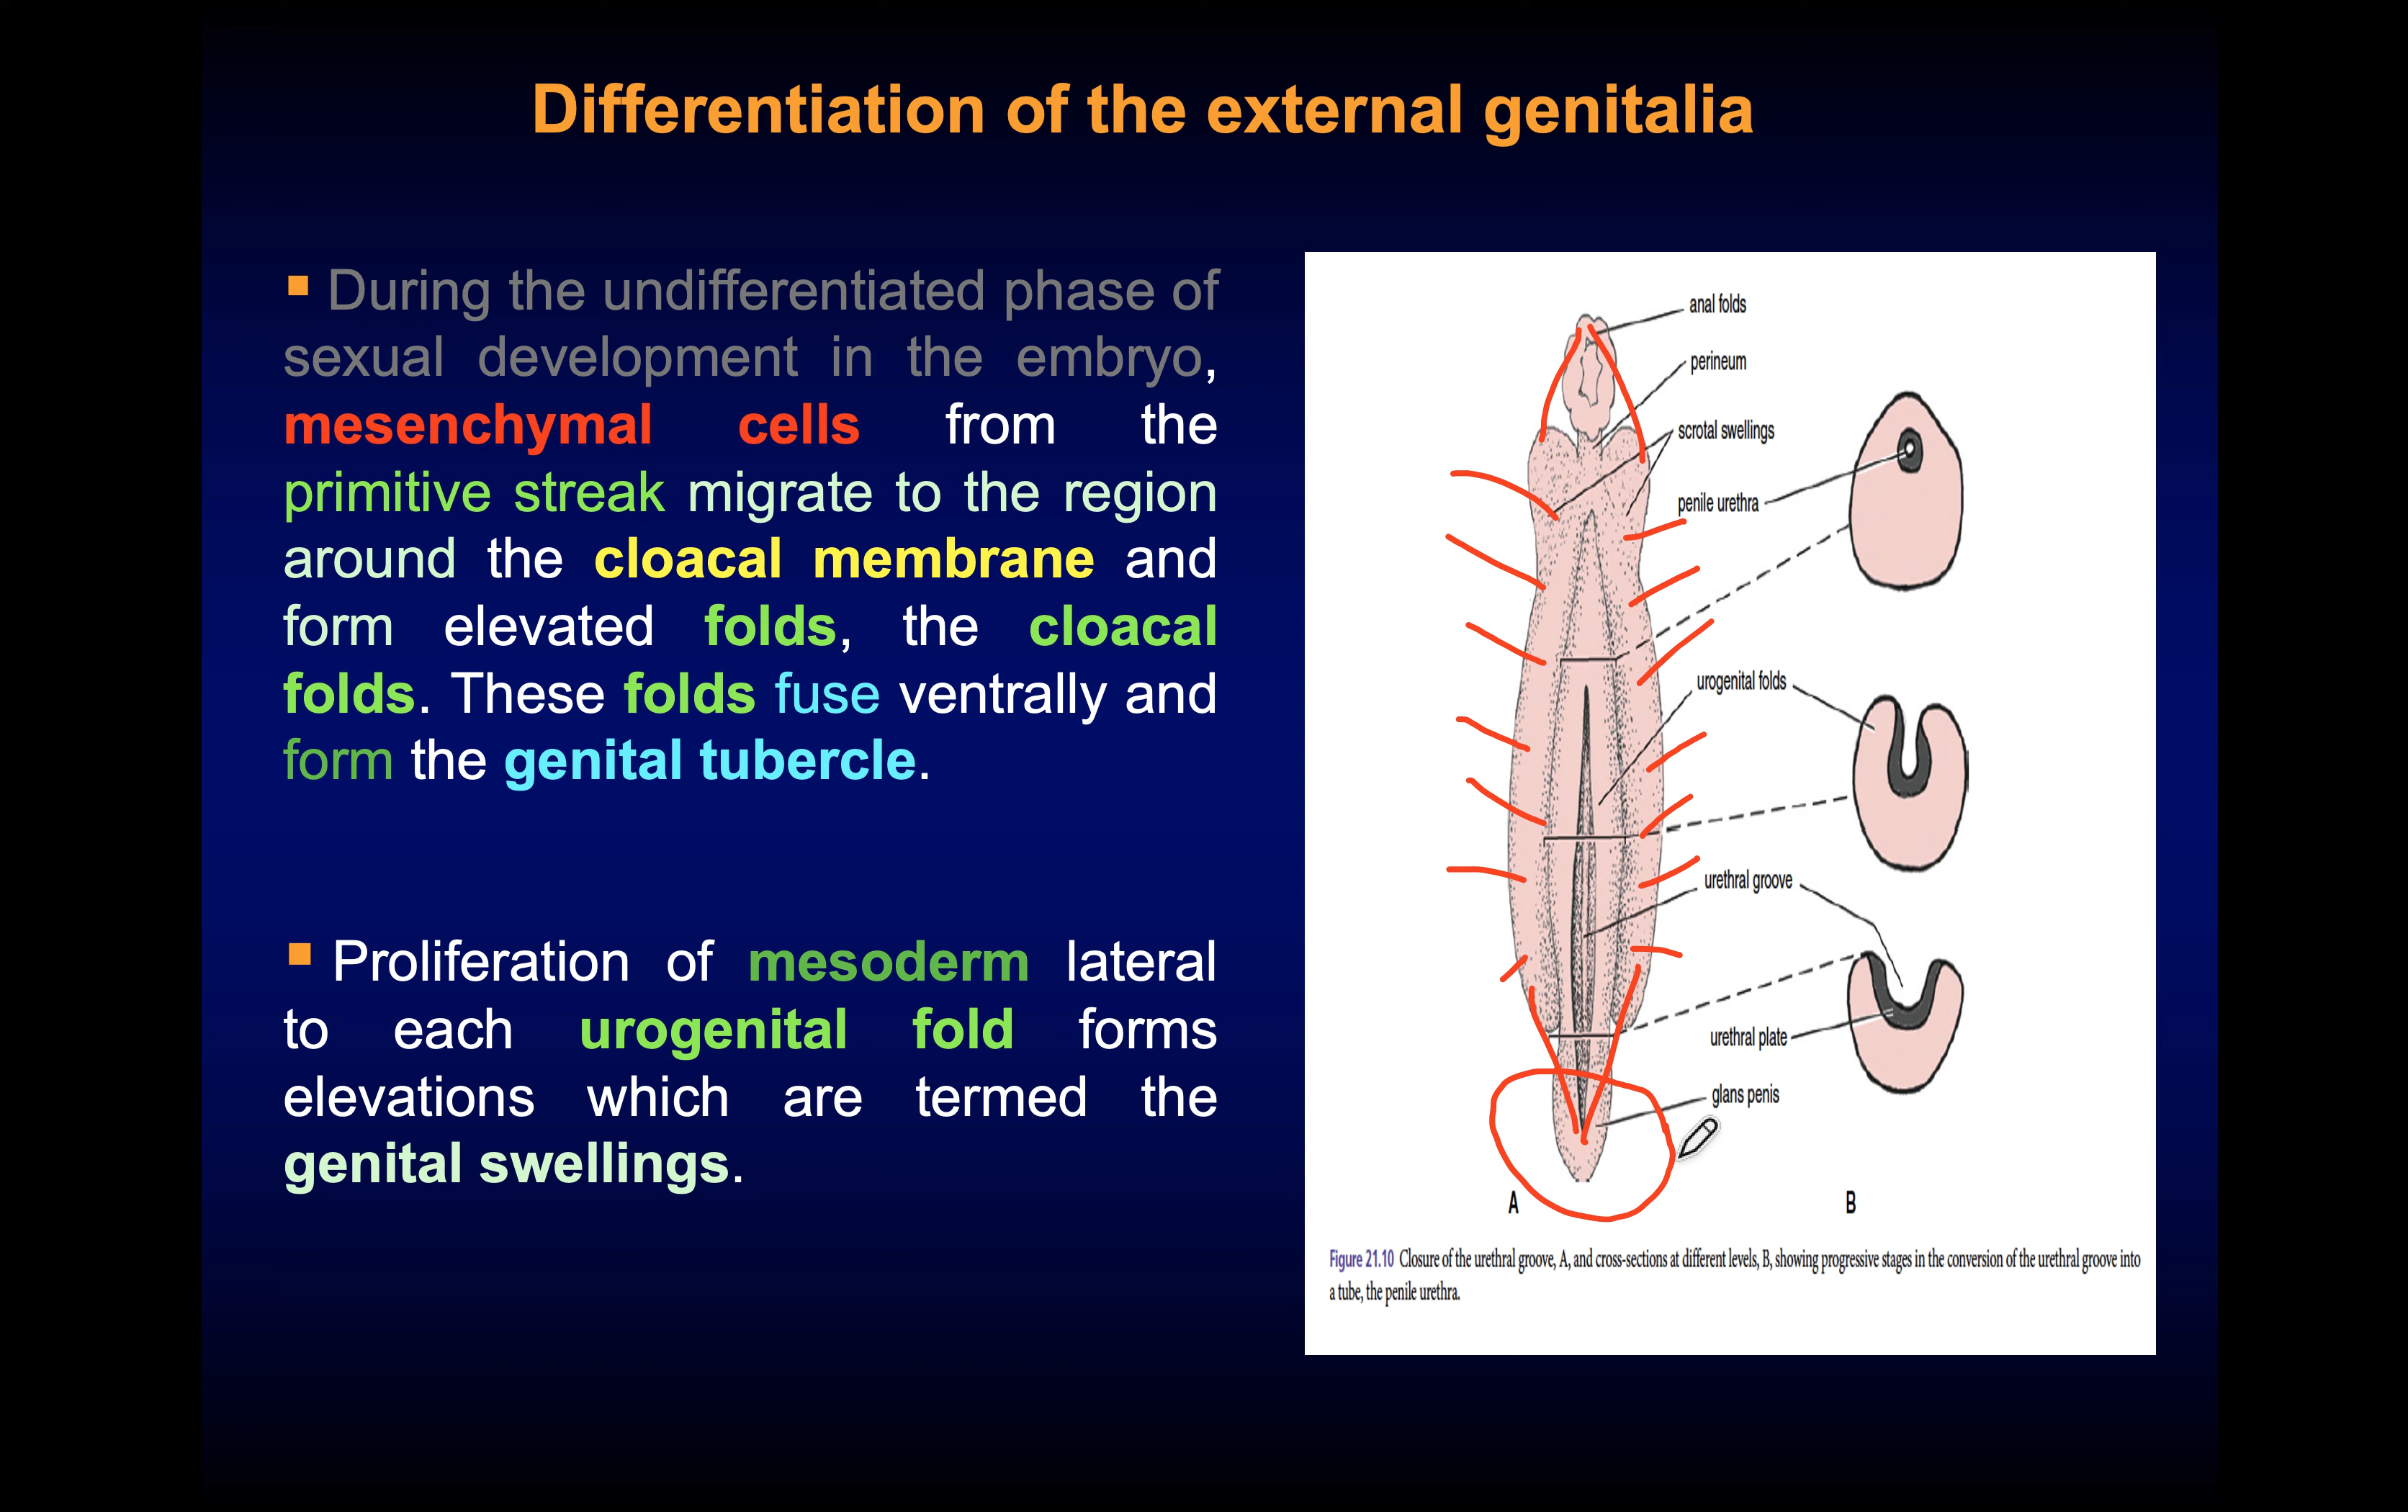 Differentiation of the external genitalia
▪ During the undifferentiated phase of
sexual development in the embryo,
mesenchymal cells from the
primitive streak migrate to the region
around the cloacal membrane and
form elevated folds, the cloacal
folds. These folds fuse ventrally and
form the genital tubercle.
▪ Proliferation of mesoderm lateral
to each urogenital fold forms
elevations which are termed the
genital swellings.
anal folds
perineum
scrotal swellings
penile urethra
urogenital folds
urethral groove
urethral plate
glans penis
A
B
Figure 21.10 Closure of the urethral groove, A, and cross-sections at different levels, B, showing progressive stages in the conversion of the urethral groove into
a tube, the penile urethra.